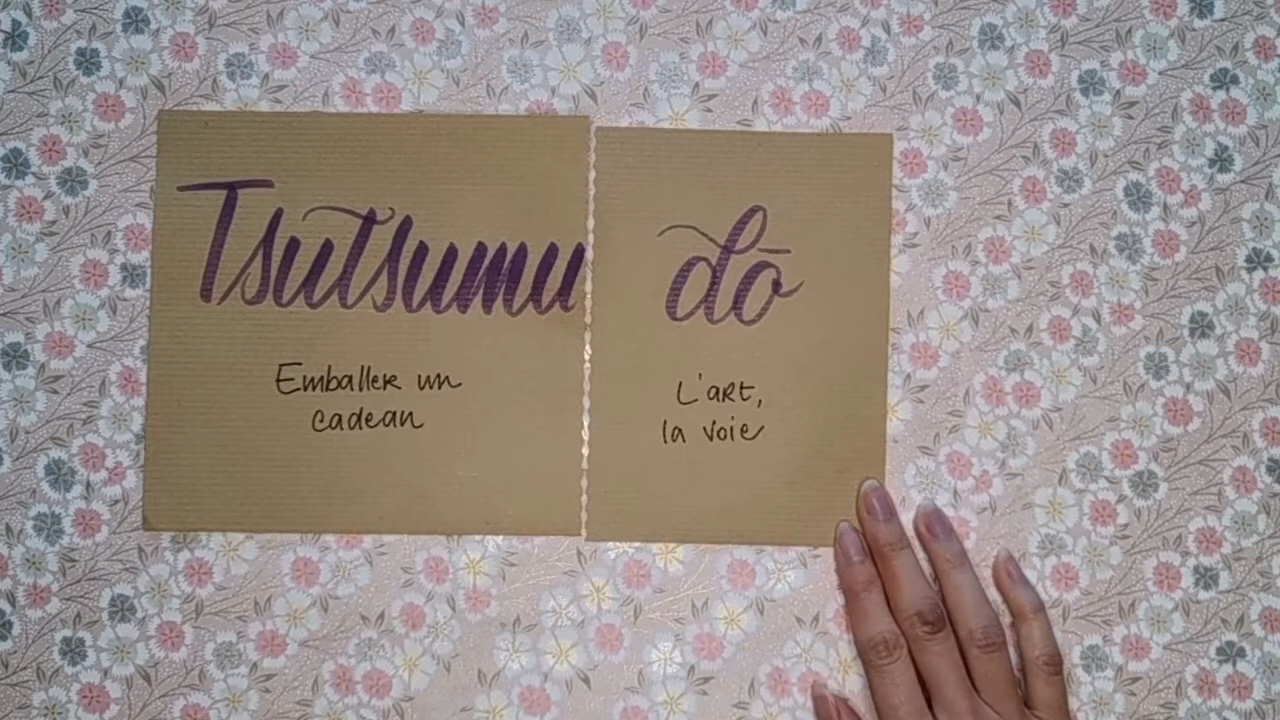 Tsutsumu
Emballer un
cadeau
dō
L'art,
la voie